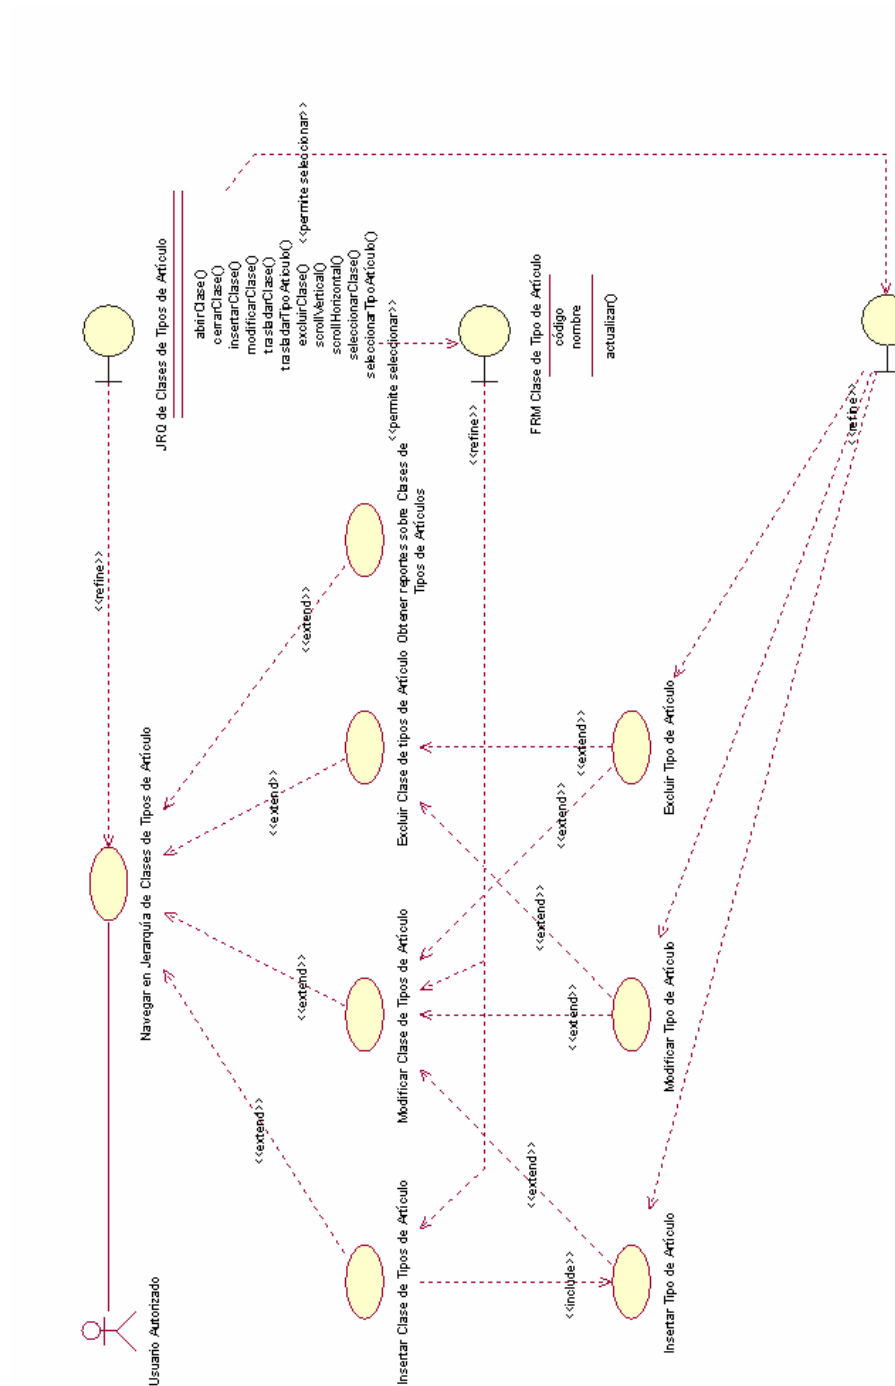 Usuario Autorizado
Navegar en Jerarquía de Clases de Tipos de Artículo
<<refine>>
JRQ de Clases de Tipos de Artículo
abrirClase()
cerrarClase()
insertarClase()
modificarClase()
trasladarClase()
trasladarTipoArticulo()
excluirClase()
scrollVertical()
scrollHorizontal()
seleccionarClase()
seleccionarTipoArticulo()
<<permite seleccionar>>
<<permite seleccionar>>
<<extend>>
<<extend>>
<<extend>>
<<extend>>
Insertar Clase de Tipos de Artículo
Modificar Clase de Tipos de Artículo
Excluir Clase de tipos de Artículo
Obtener reportes sobre Clases de
Tipos de Artículos
<<refine>>
FRM Clase de Tipo de Artículo
código
nombre
actualizar()
<<include>>
<<extend>>
<<extend>>
<<extend>>
<<extend>>
<<extend>>
Insertar Tipo de Artículo
Modificar Tipo de Artículo
Excluir Tipo de Artículo
<<refine>>